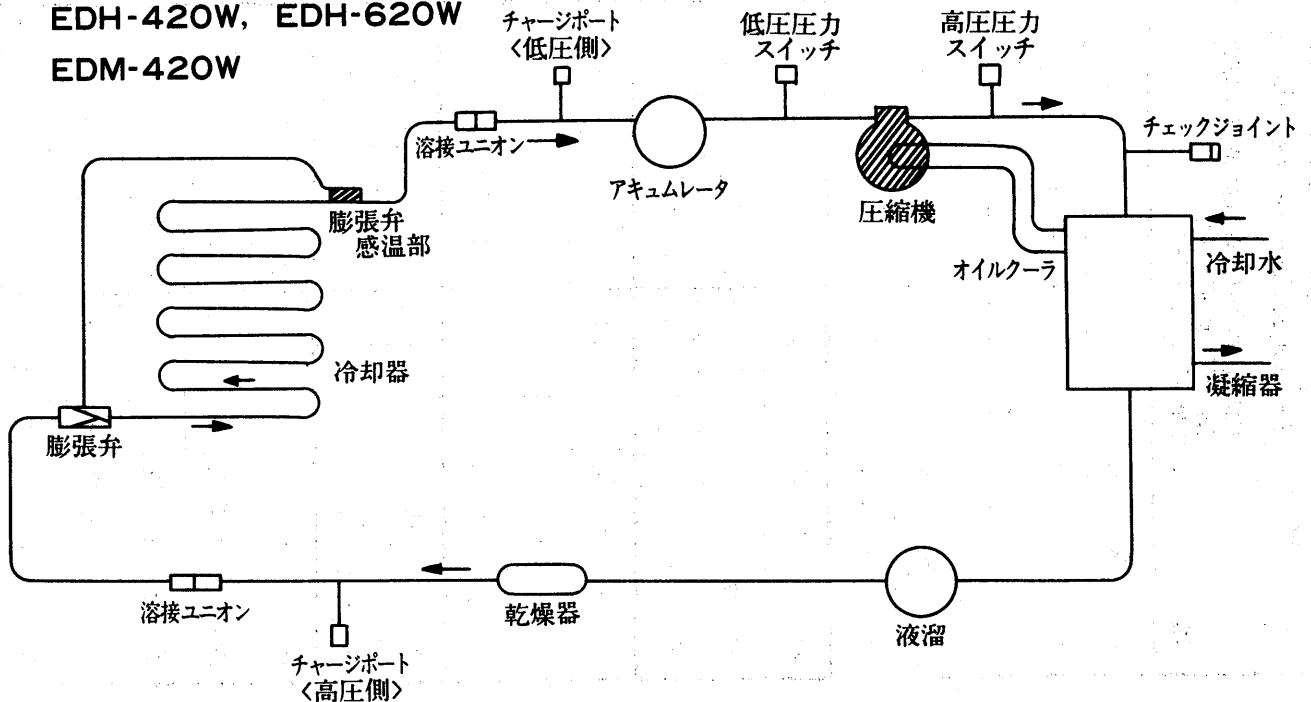 EDH-420W, EDH-620W
EDM-420W
チャージポート
〈低圧側〉
低圧圧力
スイッチ
高圧圧力
スイッチ
チェックジョイント
溶接ユニオン
アキュムレータ
圧縮機
膨張弁
感温部
オイルクーラ
冷却水
冷却器
凝縮器
膨張弁
溶接ユニオン
乾燥器
液溜
チャージポート
〈高圧側〉